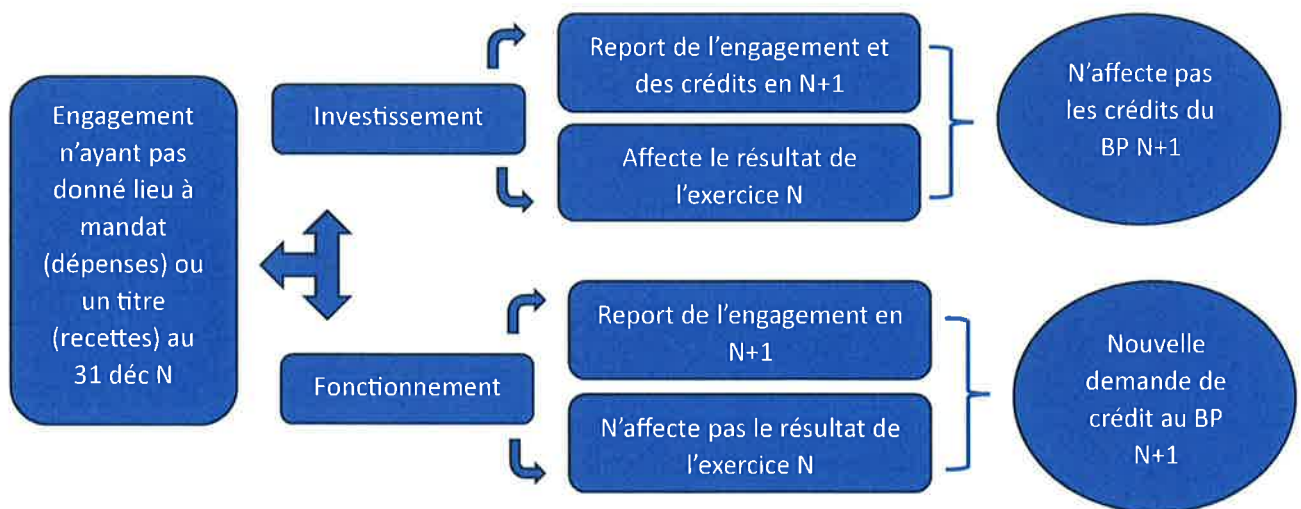 Engagement
n'ayant pas
donné lieu à
mandat
(dépenses) ou
un titre
(recettes) au
31 déc N
Investissement
Report de l'engagement et
des crédits en N+1
Affecte le résultat de
l'exercice N
N'affecte pas
les crédits du
BP N+1
Fonctionnement
Report de l'engagement en
N+1
N'affecte pas le résultat de
l'exercice N
Nouvelle
demande de
crédit au BP
N+1